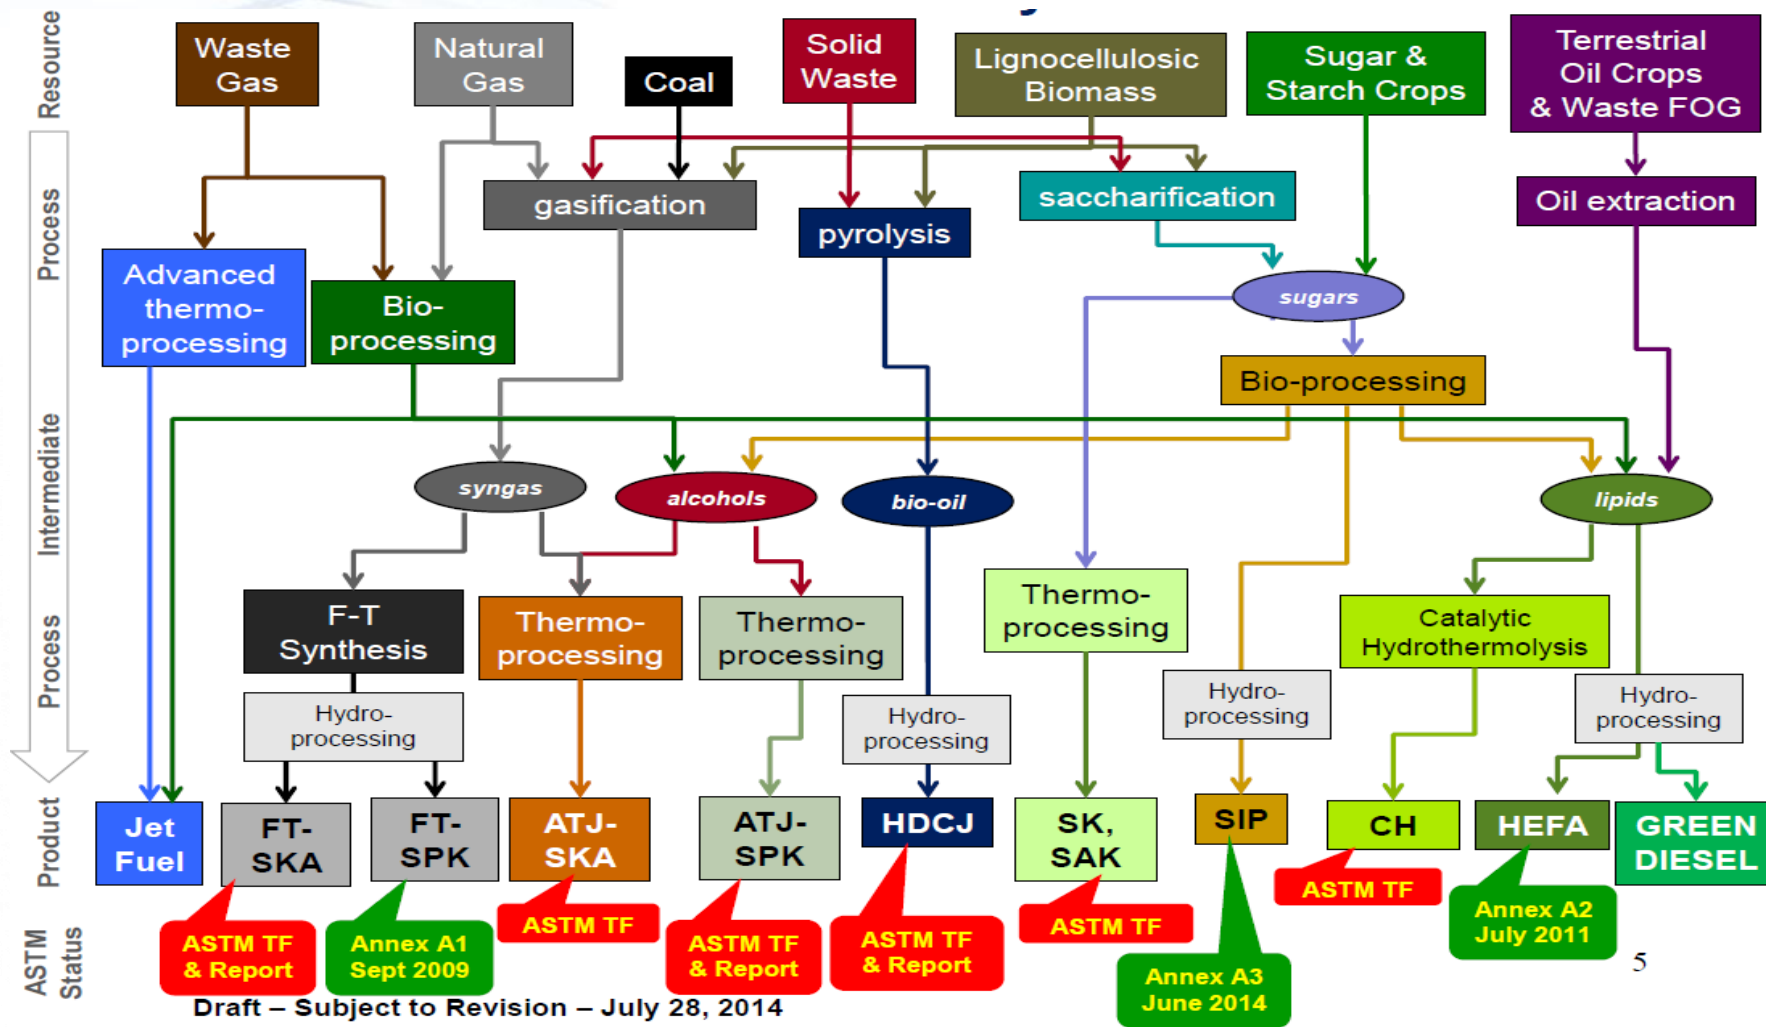 Resource
Waste
Gas
Natural
Gas
Coal
Solid
Waste
Lignocellulosic
Biomass
Sugar &
Starch Crops
Terrestrial
Oil Crops
& Waste FOG
Process
gasification
saccharification
Oil extraction
pyrolysis
Advanced
thermo-
processing
Bio-
processing
sugars
Bio-processing
Intermediate
syngas
alcohols
bio-oil
lipids
Process
F-T
Synthesis
Thermo-
processing
Thermo-
processing
Thermo-
processing
Catalytic
Hydrothermolysis
Hydro-
processing
Hydro-
processing
Hydro-
processing
Hydro-
processing
Product
Jet
Fuel
FT-
SKA
FT-
SPK
ATJ-
SKA
ATJ-
SPK
HDCJ
SK,
SAK
SIP
CH
HEFA
GREEN
DIESEL
ASTM
Status
ASTM TF
& Report
Annex A1
Sept 2009
ASTM TF
ASTM TF
& Report
ASTM TF
& Report
ASTM TF
Annex A3
June 2014
ASTM TF
Annex A2
July 2011
5
Draft – Subject to Revision – July 28, 2014